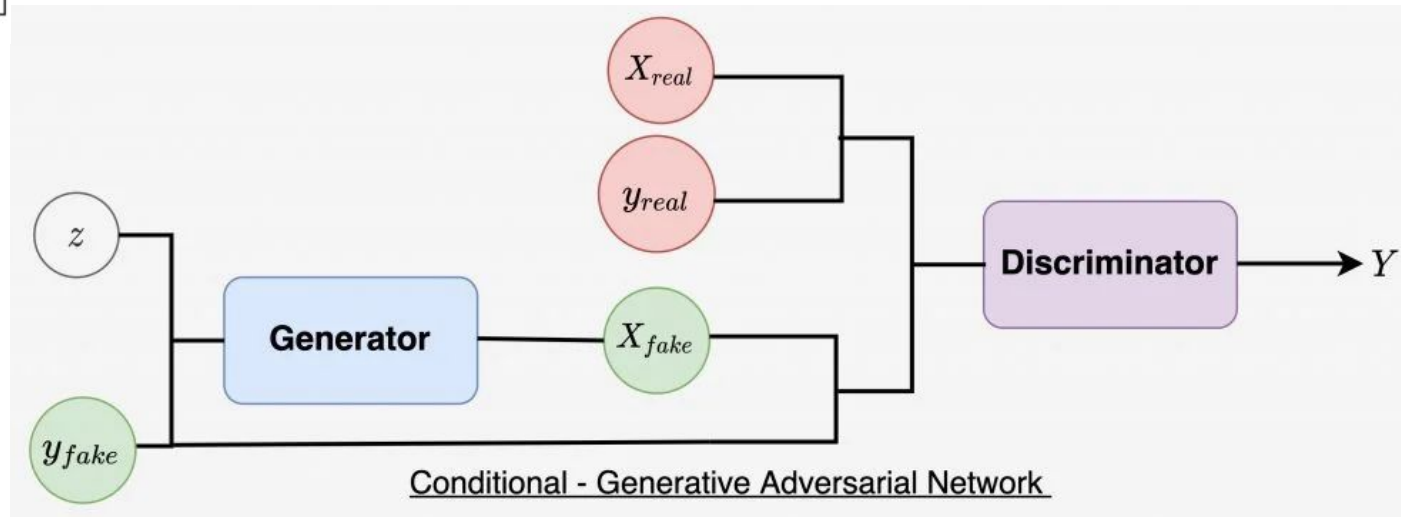 X_real
y_real
z
Generator
X_fake
Discriminator
Y
y_fake
Conditional - Generative Adversarial Network